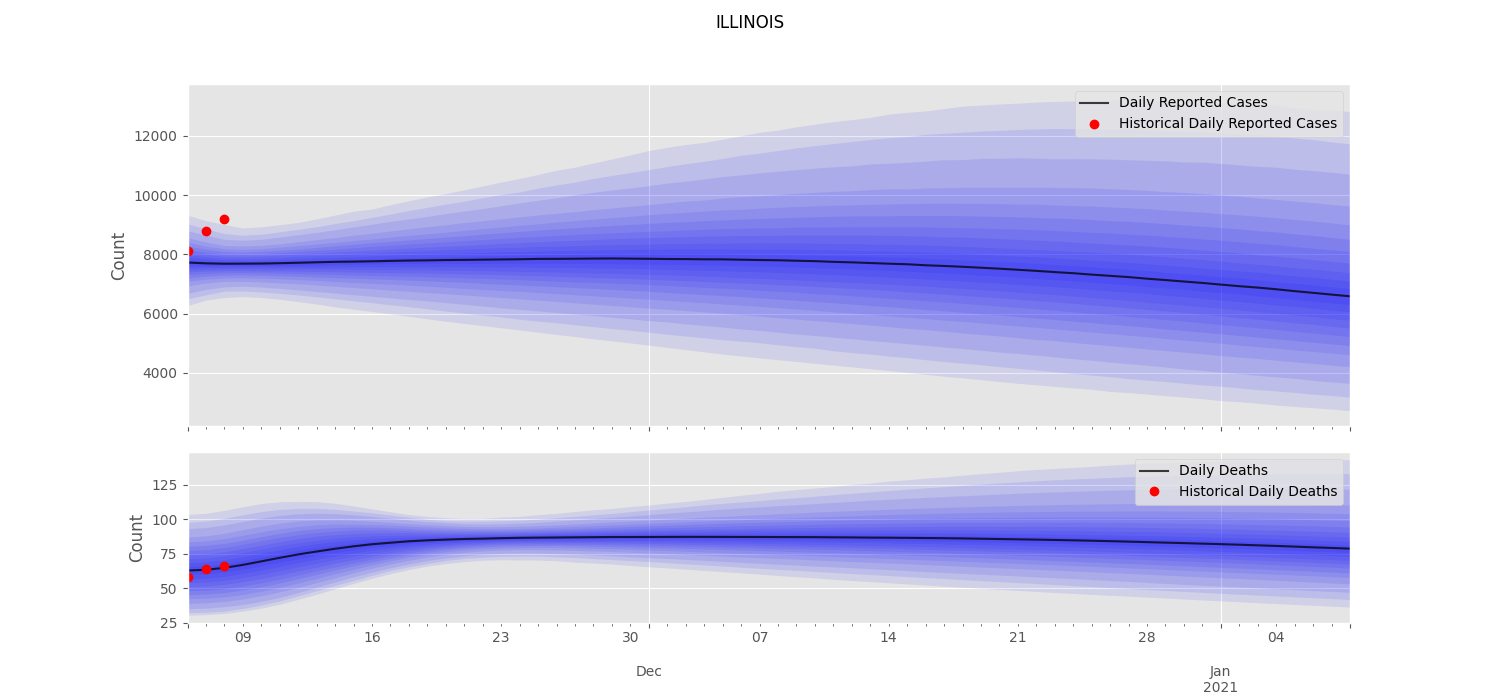 ILLINOIS
Daily Reported Cases
Historical Daily Reported Cases
12000
10000
8000
6000
4000
Count
Daily Deaths
Historical Daily Deaths
125
100
75
50
25
Count
09 16 23 30 07 14 21 28 04
Dec Jan
2021